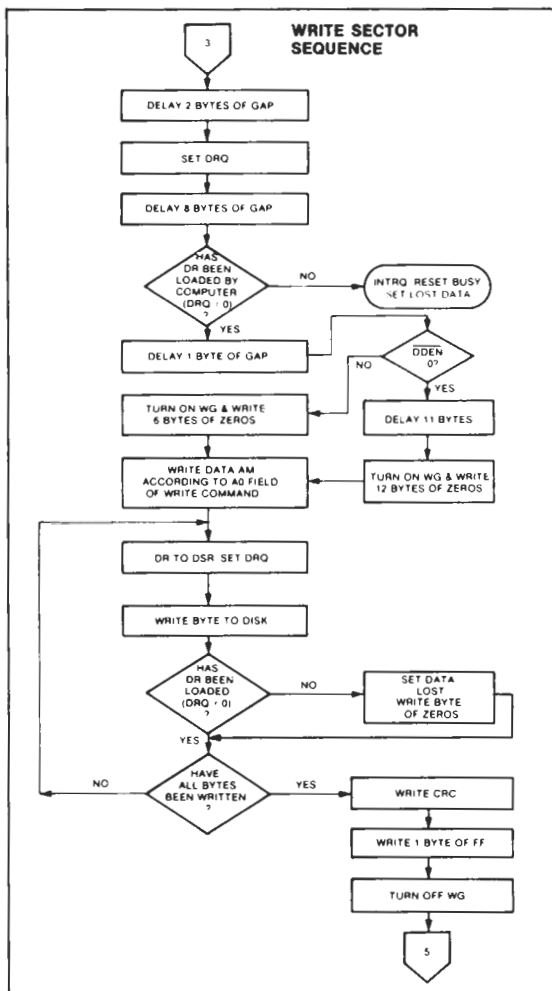 WRITE SECTOR
SEQUENCE
3
DELAY 2 BYTES OF GAP
SET DRQ
DELAY 8 BYTES OF GAP
HAS
DR BEEN
LOADED BY
COMPUTER
(DRQ / 0)
?
NO
INTRQ RESET BUSY
SET LOST DATA
YES
DELAY 1 BYTE OF GAP
DDEN
0?
NO
YES
TURN ON WG & WRITE
6 BYTES OF ZEROS
DELAY 11 BYTES
WRITE DATA AM
ACCORDING TO A0 FIELD
OF WRITE COMMAND
TURN ON WG & WRITE
12 BYTES OF ZEROS
DR TO DSR SET DRQ
WRITE BYTE TO DISK
HAS
DR BEEN
LOADED
(DRQ / 0)
?
NO
SET DATA
LOST
WRITE BYTE
OF ZEROS
YES
HAVE
ALL BYTES
BEEN WRITTEN
?
NO
YES
WRITE CRC
WRITE 1 BYTE OF FF
TURN OFF WG
5